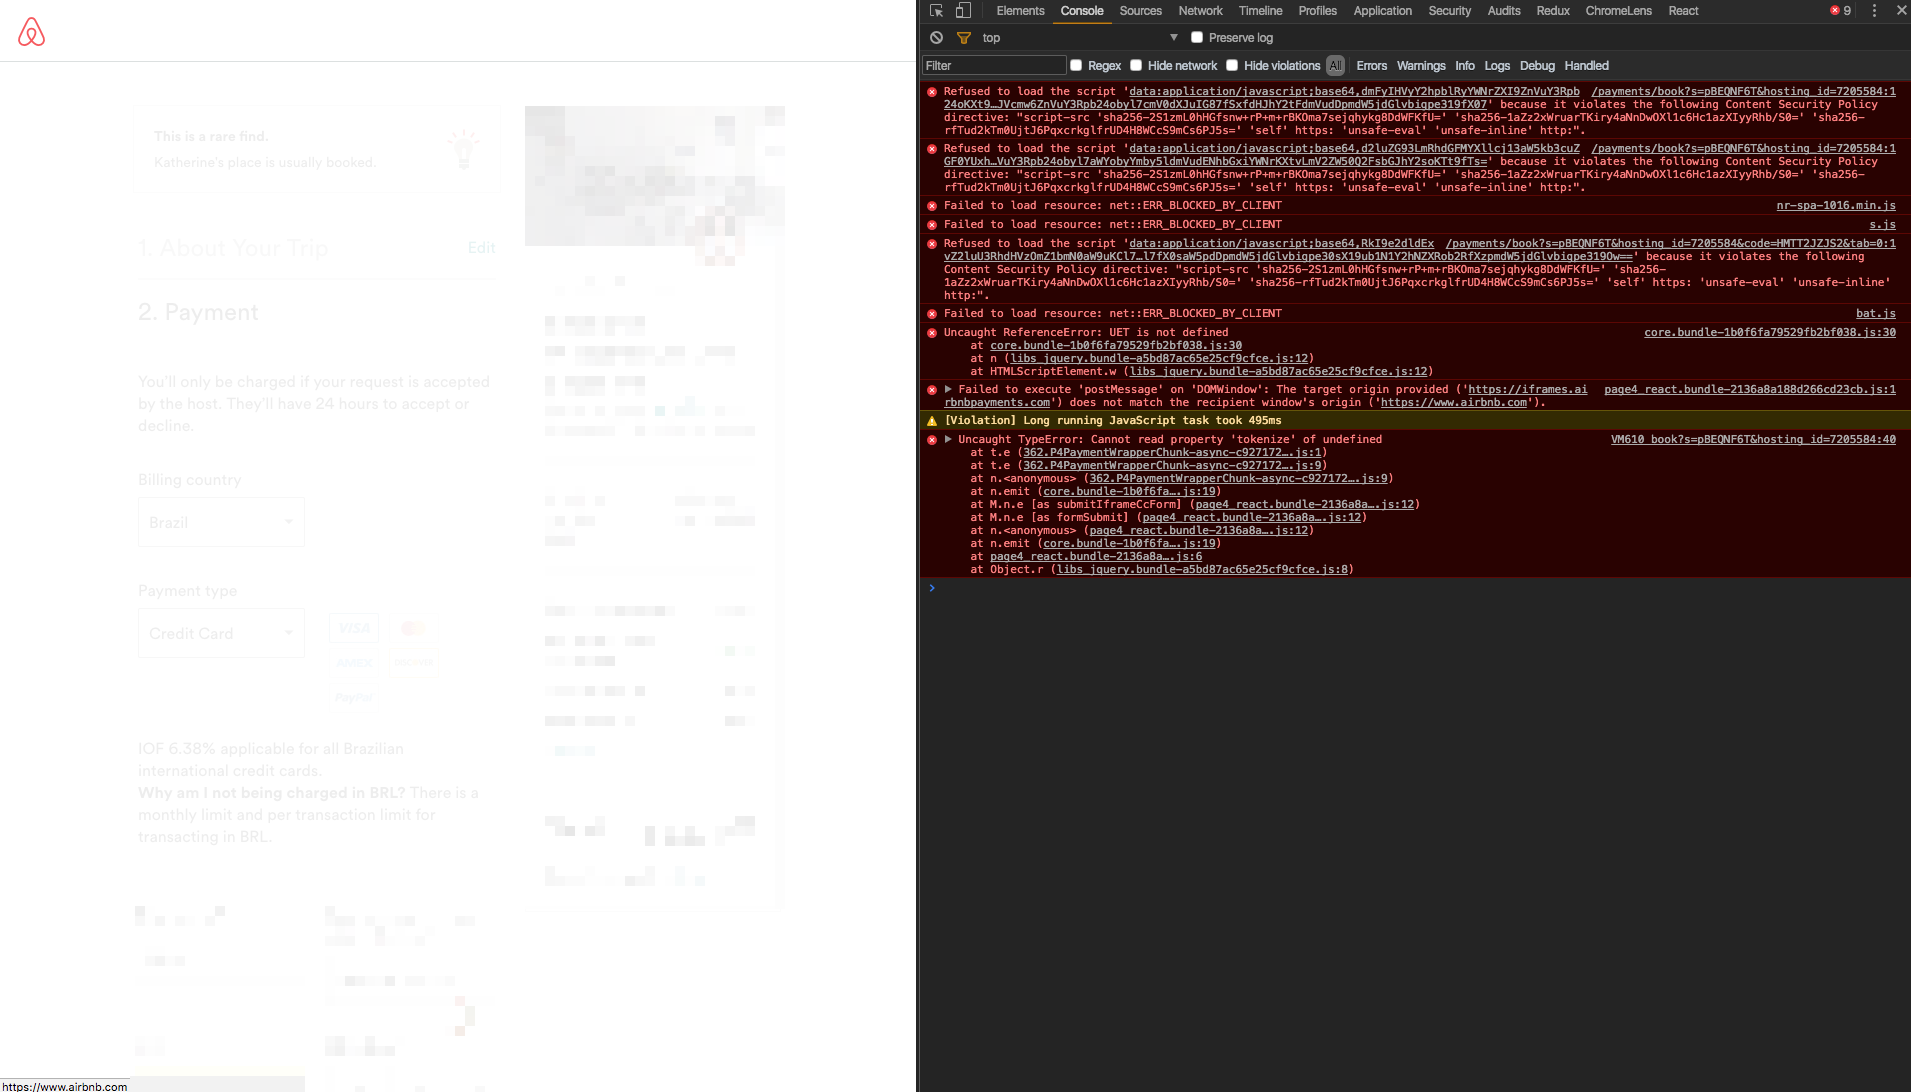 This is a rare find.
Katherine's place is usually booked.
1. About Your Trip
Edit
2. Payment
You'll only be charged if your request is accepted
by the host. They'll have 24 hours to accept or
decline.
Billing country
Brazil
Payment type
Credit Card
VISA
AMEX
DISCOVER
PayPal
IOF 6.38% applicable for all Brazilian
international credit cards.
Why am I not being charged in BRL? There is a
monthly limit and per transaction limit for
transacting in BRL.
https://www.airbnb.com
Elements Console Sources Network Timeline Profiles Application Security Audits Redux ChromeLens React 9
top Preserve log
Filter Regex Hide network Hide violations All Errors Warnings Info Logs Debug Handled
Refused to load the script 'data:application/javascript;base64,dmFyIHVyY2hpblRyYWNrZXI9ZnVuY3Rpb /payments/book?s=pBEQNF6T&hosting_id=7205584:1
24oKXt9…JVcmw6ZnVuY3Rpb24obyl7cmV0dXJuIG87fSxfdHJhY2tFdmVudDpmdW5jdGlvbigpe319fX07' because it violates the following Content Security Policy
directive: "script-src 'sha256-2S1zmL0hHGfsnw+rP+m+rBKOma7sejqhykg8DdWFKfU=' 'sha256-1aZz2xWruarTKiry4aNnDwOXl1c6Hc1azXIyyRhb/S0=' 'sha256-
rfTud2kTm0UjtJ6PqxcrkglfrUD4H8WCcS9mCs6PJ5s=' 'self' https: 'unsafe-eval' 'unsafe-inline' http:".
Refused to load the script 'data:application/javascript;base64,d2luZG93LmRhdGFMYXllcj13aW5kb3cuZ /payments/book?s=pBEQNF6T&hosting_id=7205584:1
GF0YUxh…VuY3Rpb24obyl7aWYobyYmby5ldmVudENhbGxiYWNrKXtvLmV2ZW50Q2FsbGJhY2soKTt9fTs=' because it violates the following Content Security Policy
directive: "script-src 'sha256-2S1zmL0hHGfsnw+rP+m+rBKOma7sejqhykg8DdWFKfU=' 'sha256-1aZz2xWruarTKiry4aNnDwOXl1c6Hc1azXIyyRhb/S0=' 'sha256-
rfTud2kTm0UjtJ6PqxcrkglfrUD4H8WCcS9mCs6PJ5s=' 'self' https: 'unsafe-eval' 'unsafe-inline' http:".
Failed to load resource: net::ERR_BLOCKED_BY_CLIENT nr-spa-1016.min.js
Failed to load resource: net::ERR_BLOCKED_BY_CLIENT s.js
Refused to load the script 'data:application/javascript;base64,RkI9e2dldEx /payments/book?s=pBEQNF6T&hosting_id=7205584&code=HMTT2JZJS2&tab=0:1
vZ2luU3RhdHVzOmZ1bmN0aW9uKCl7…l7fX0saW5pdDpmdW5jdGlvbigpe30sX19ub1N1Y2hNZXRob2RfXzpmdW5jdGlvbigpe319Ow==' because it violates the following
Content Security Policy directive: "script-src 'sha256-2S1zmL0hHGfsnw+rP+m+rBKOma7sejqhykg8DdWFKfU=' 'sha256-
1aZz2xWruarTKiry4aNnDwOXl1c6Hc1azXIyyRhb/S0=' 'sha256-rfTud2kTm0UjtJ6PqxcrkglfrUD4H8WCcS9mCs6PJ5s=' 'self' https: 'unsafe-eval' 'unsafe-inline'
http:".
Failed to load resource: net::ERR_BLOCKED_BY_CLIENT bat.js
Uncaught ReferenceError: UET is not defined core.bundle-1b0f6fa79529fb2bf038.js:30
at core.bundle-1b0f6fa79529fb2bf038.js:30
at n (libs_jquery.bundle-a5bd87ac65e25cf9cfce.js:12)
at HTMLScriptElement.w (libs_jquery.bundle-a5bd87ac65e25cf9cfce.js:12)
Failed to execute 'postMessage' on 'DOMWindow': The target origin provided ('https://iframes.ai page4_react.bundle-2136a8a188d266cd23cb.js:1
rbnbpayments.com') does not match the recipient window's origin ('https://www.airbnb.com').
[Violation] Long running JavaScript task took 495ms
Uncaught TypeError: Cannot read property 'tokenize' of undefined VM610 book?s=pBEQNF6T&hosting_id=7205584:40
at t.e (362.P4PaymentWrapperChunk-async-c927172….js:1)
at t.e (362.P4PaymentWrapperChunk-async-c927172….js:9)
at n.<anonymous> (362.P4PaymentWrapperChunk-async-c927172….js:9)
at n.emit (core.bundle-1b0f6fa….js:19)
at M.n.e [as submitIframeCcForm] (page4_react.bundle-2136a8a….js:12)
at M.n.e [as formSubmit] (page4_react.bundle-2136a8a….js:12)
at n.<anonymous> (page4_react.bundle-2136a8a….js:12)
at n.emit (core.bundle-1b0f6fa….js:19)
at page4_react.bundle-2136a8a….js:6
at Object.r (libs_jquery.bundle-a5bd87ac65e25cf9cfce.js:8)